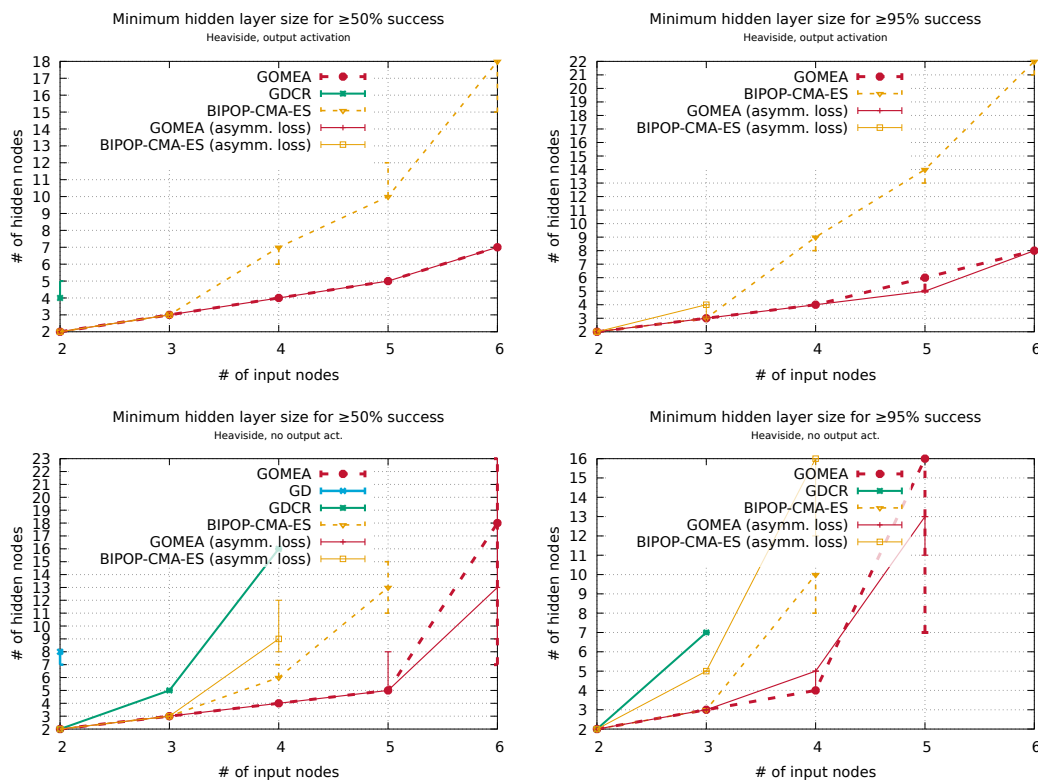 Minimum hidden layer size for ≥50% success
Heaviside, output activation
GOMEA
GDCR
BIPOP-CMA-ES
GOMEA (asymm. loss)
BIPOP-CMA-ES (asymm. loss)
# of hidden nodes
18
17
16
15
14
13
12
11
10
9
8
7
6
5
4
3
2
2 3 4 5 6
# of input nodes
Minimum hidden layer size for ≥95% success
Heaviside, output activation
GOMEA
BIPOP-CMA-ES
GOMEA (asymm. loss)
BIPOP-CMA-ES (asymm. loss)
# of hidden nodes
22
21
20
19
18
17
16
15
14
13
12
11
10
9
8
7
6
5
4
3
2
2 3 4 5 6
# of input nodes
Minimum hidden layer size for ≥50% success
Heaviside, no output act.
GOMEA
GD
GDCR
BIPOP-CMA-ES
GOMEA (asymm. loss)
BIPOP-CMA-ES (asymm. loss)
# of hidden nodes
23
22
21
20
19
18
17
16
15
14
13
12
11
10
9
8
7
6
5
4
3
2
2 3 4 5 6
# of input nodes
Minimum hidden layer size for ≥95% success
Heaviside, no output act.
GOMEA
GDCR
BIPOP-CMA-ES
GOMEA (asymm. loss)
BIPOP-CMA-ES (asymm. loss)
# of hidden nodes
16
15
14
13
12
11
10
9
8
7
6
5
4
3
2
2 3 4 5 6
# of input nodes